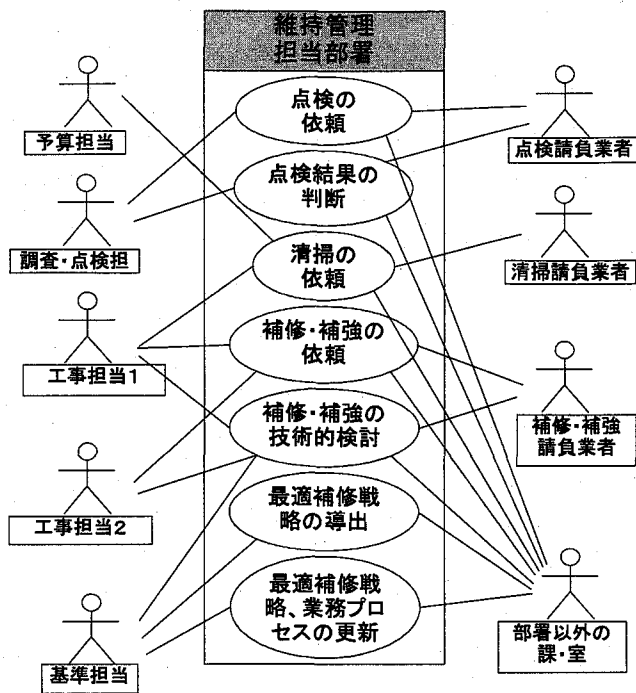 維持管理
担当部署
予算担当
調査・点検担
工事担当1
工事担当2
基準担当
点検の
依頼
点検結果の
判断
清掃の
依頼
補修・補強の
依頼
補修・補強の
技術的検討
最適補修戦
略の導出
最適補修戦
略、業務プロ
セスの更新
点検請負業者
清掃請負業者
補修・補強
請負業者
部署以外の
課・室